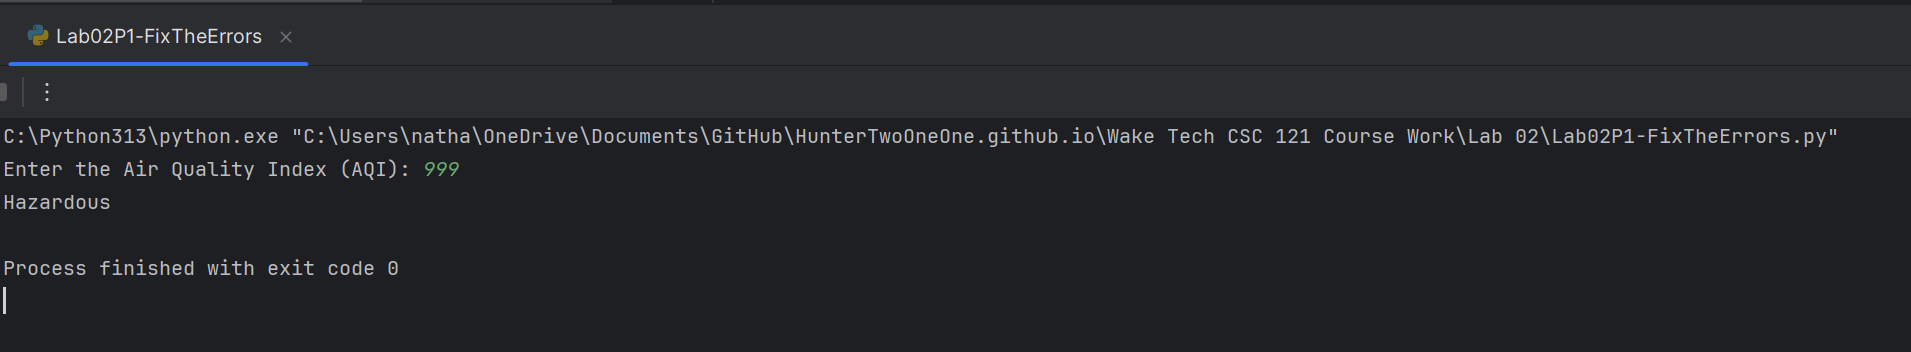 Lab02P1-FixTheErrors
C:\Python313\python.exe "C:\Users\natha\OneDrive\Documents\GitHub\HunterTwoOneOne.github.io\Wake Tech CSC 121 Course Work\Lab 02\Lab02P1-FixTheErrors.py"
Enter the Air Quality Index (AQI): 999
Hazardous
Process finished with exit code 0